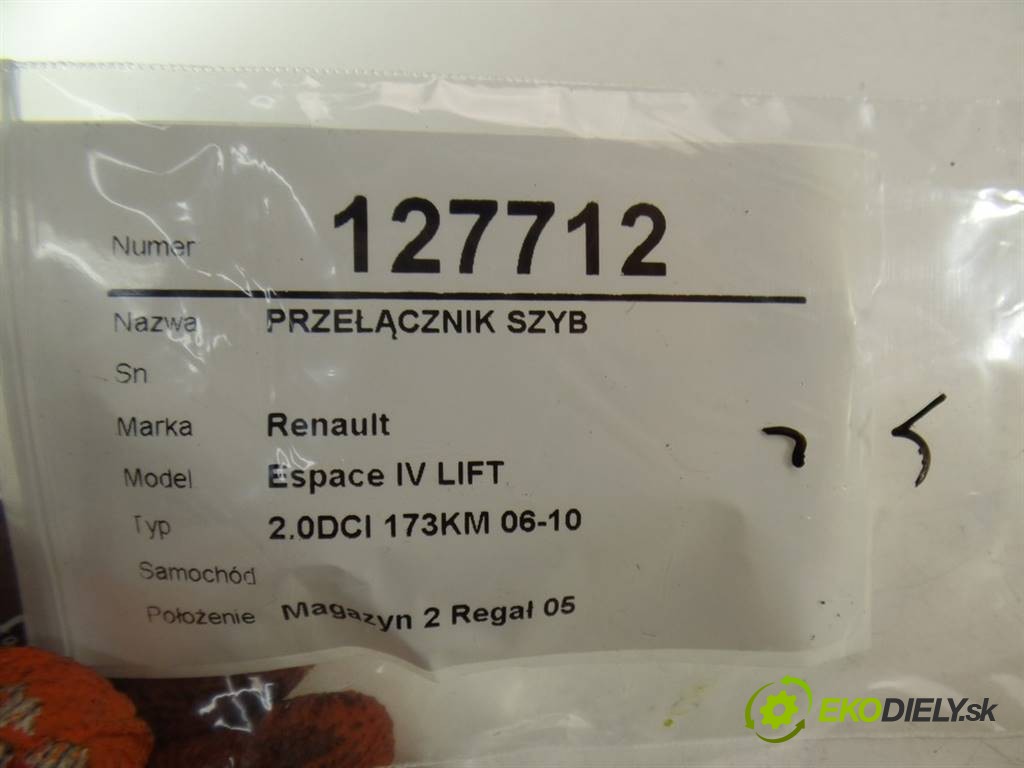 Numer 127712
Nazwa PRZEŁĄCZNIK SZYB
Sn
Marka Renault
Model Espace IV LIFT
Typ 2.0DCI 173KM 06-10
Samochód
Położenie Magazyn 2 Regał 05
EKODIELY.sk